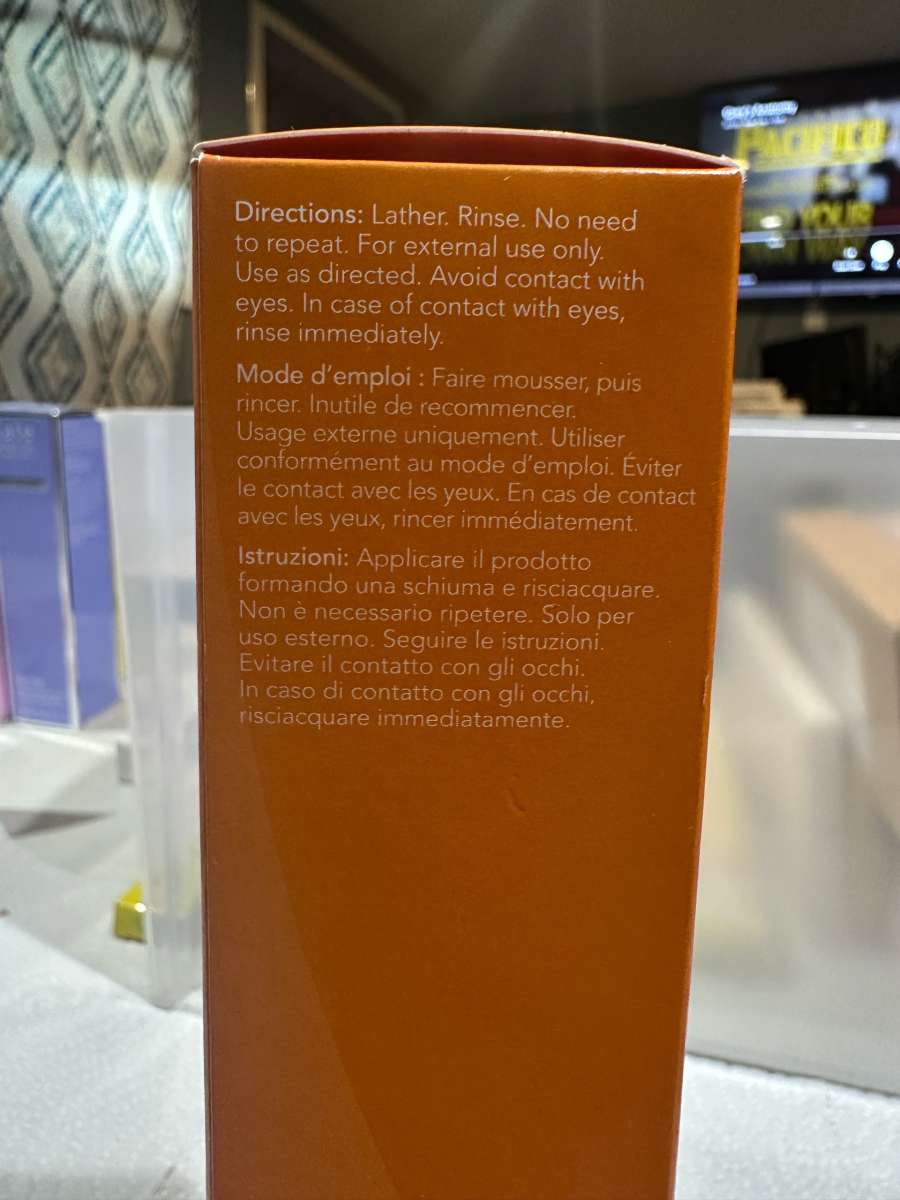 Directions: Lather. Rinse. No need
to repeat. For external use only.
Use as directed. Avoid contact with
eyes. In case of contact with eyes,
rinse immediately.
Mode d'emploi : Faire mousser, puis
rincer. Inutile de recommencer.
Usage externe uniquement. Utiliser
conformément au mode d'emploi. Éviter
le contact avec les yeux. En cas de contact
avec les yeux, rincer immédiatement.
Istruzioni: Applicare il prodotto
formando una schiuma e risciacquare.
Non è necessario ripetere. Solo per
uso esterno. Seguire le istruzioni.
Evitare il contatto con gli occhi.
In caso di contatto con gli occhi,
risciacquare immediatamente.
PACIFICO
YOUR